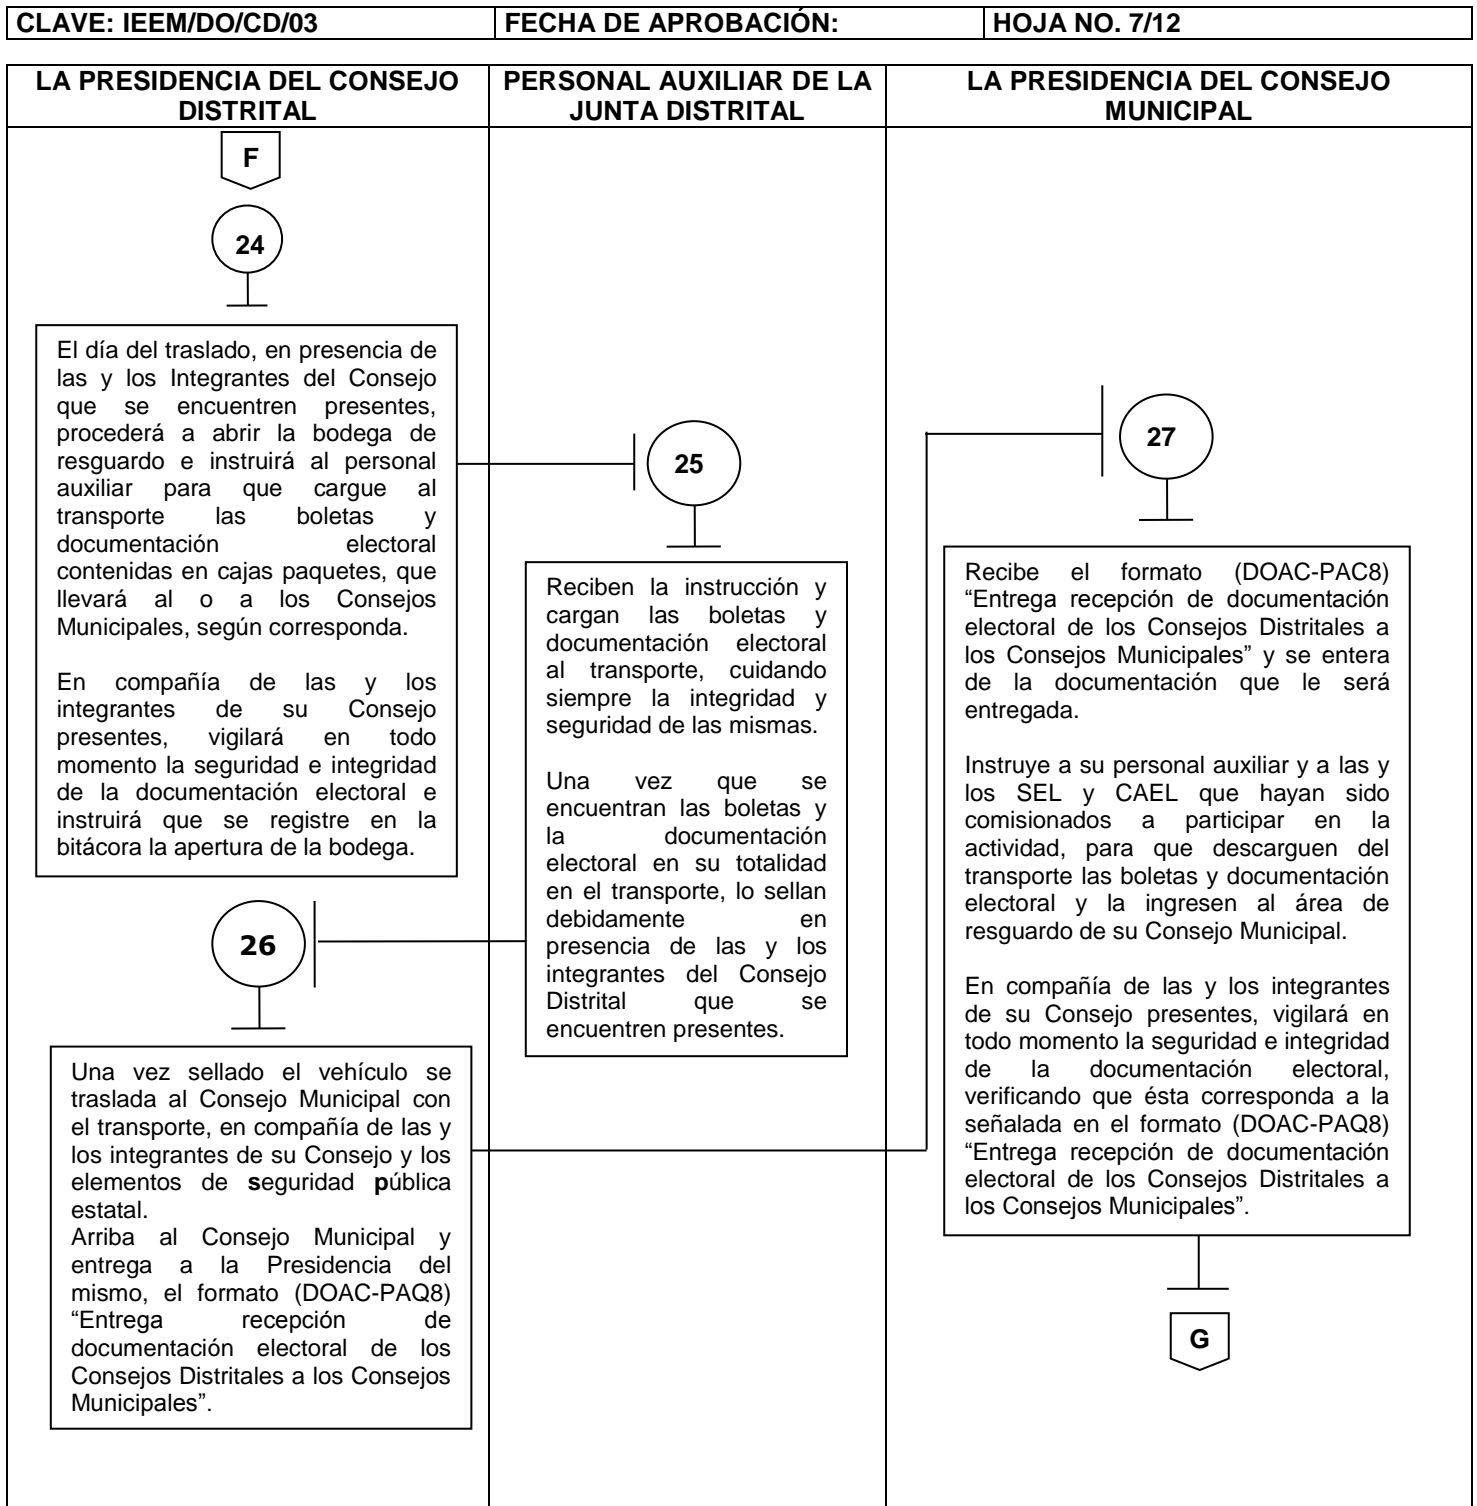 CLAVE: IEEM/DO/CD/03
FECHA DE APROBACIÓN:
HOJA NO. 7/12
LA PRESIDENCIA DEL CONSEJO
DISTRITAL
PERSONAL AUXILIAR DE LA
JUNTA DISTRITAL
LA PRESIDENCIA DEL CONSEJO
MUNICIPAL
F
24
El día del traslado, en presencia de
las y los Integrantes del Consejo
que se encuentren presentes,
procederá a abrir la bodega de
resguardo e instruirá al personal
auxiliar para que cargue al
transporte las boletas y
documentación electoral
contenidas en cajas paquetes, que
llevará al o a los Consejos
Municipales, según corresponda.
En compañía de las y los
integrantes de su Consejo
presentes, vigilará en todo
momento la seguridad e integridad
de la documentación electoral e
instruirá que se registre en la
bitácora la apertura de la bodega.
25
Reciben la instrucción y
cargan las boletas y
documentación electoral
al transporte, cuidando
siempre la integridad y
seguridad de las mismas.
Una vez que se
encuentran las boletas y
la documentación
electoral en su totalidad
en el transporte, lo sellan
debidamente en
presencia de las y los
integrantes del Consejo
Distrital que se
encuentren presentes.
26
Una vez sellado el vehículo se
traslada al Consejo Municipal con
el transporte, en compañía de las y
los integrantes de su Consejo y los
elementos de seguridad pública
estatal.
Arriba al Consejo Municipal y
entrega a la Presidencia del
mismo, el formato (DOAC-PAQ8)
“Entrega recepción de
documentación electoral de los
Consejos Distritales a los Consejos
Municipales”.
27
Recibe el formato (DOAC-PAC8)
“Entrega recepción de documentación
electoral de los Consejos Distritales a
los Consejos Municipales” y se entera
de la documentación que le será
entregada.
Instruye a su personal auxiliar y a las y
los SEL y CAEL que hayan sido
comisionados a participar en la
actividad, para que descarguen del
transporte las boletas y documentación
electoral y la ingresen al área de
resguardo de su Consejo Municipal.
En compañía de las y los integrantes
de su Consejo presentes, vigilará en
todo momento la seguridad e integridad
de la documentación electoral,
verificando que ésta corresponda a la
señalada en el formato (DOAC-PAQ8)
“Entrega recepción de documentación
electoral de los Consejos Distritales a
los Consejos Municipales”.
G